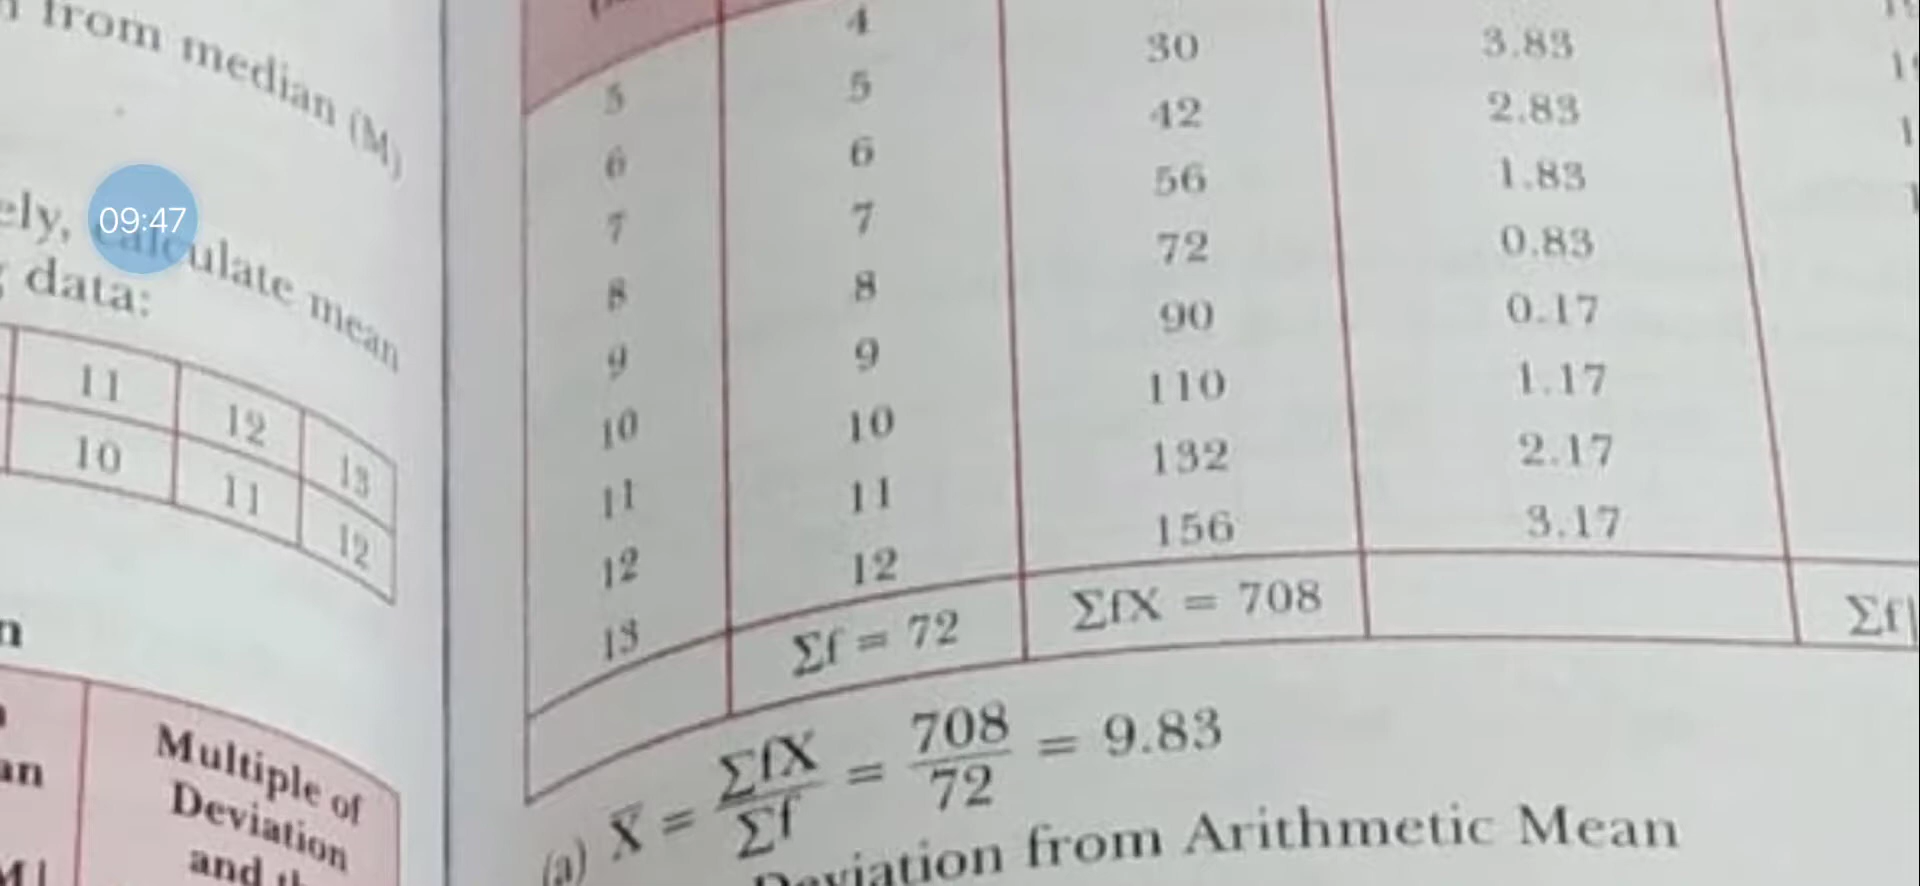 from median (M)
ely, calculate mean
data:
11 12 13
10 11 12
n
an
Multiple of
Deviation
and
4
5 5 30 3.83
6 6 42 2.83
7 7 56 1.83
8 8 72 0.83
9 9 90 0.17
10 10 110 1.17
11 11 132 2.17
12 12 156 3.17
13 Σf = 72 ΣfX = 708 Σf|
(a) X̄ = ΣfX/Σf = 708/72 = 9.83
Deviation from Arithmetic Mean
09:47